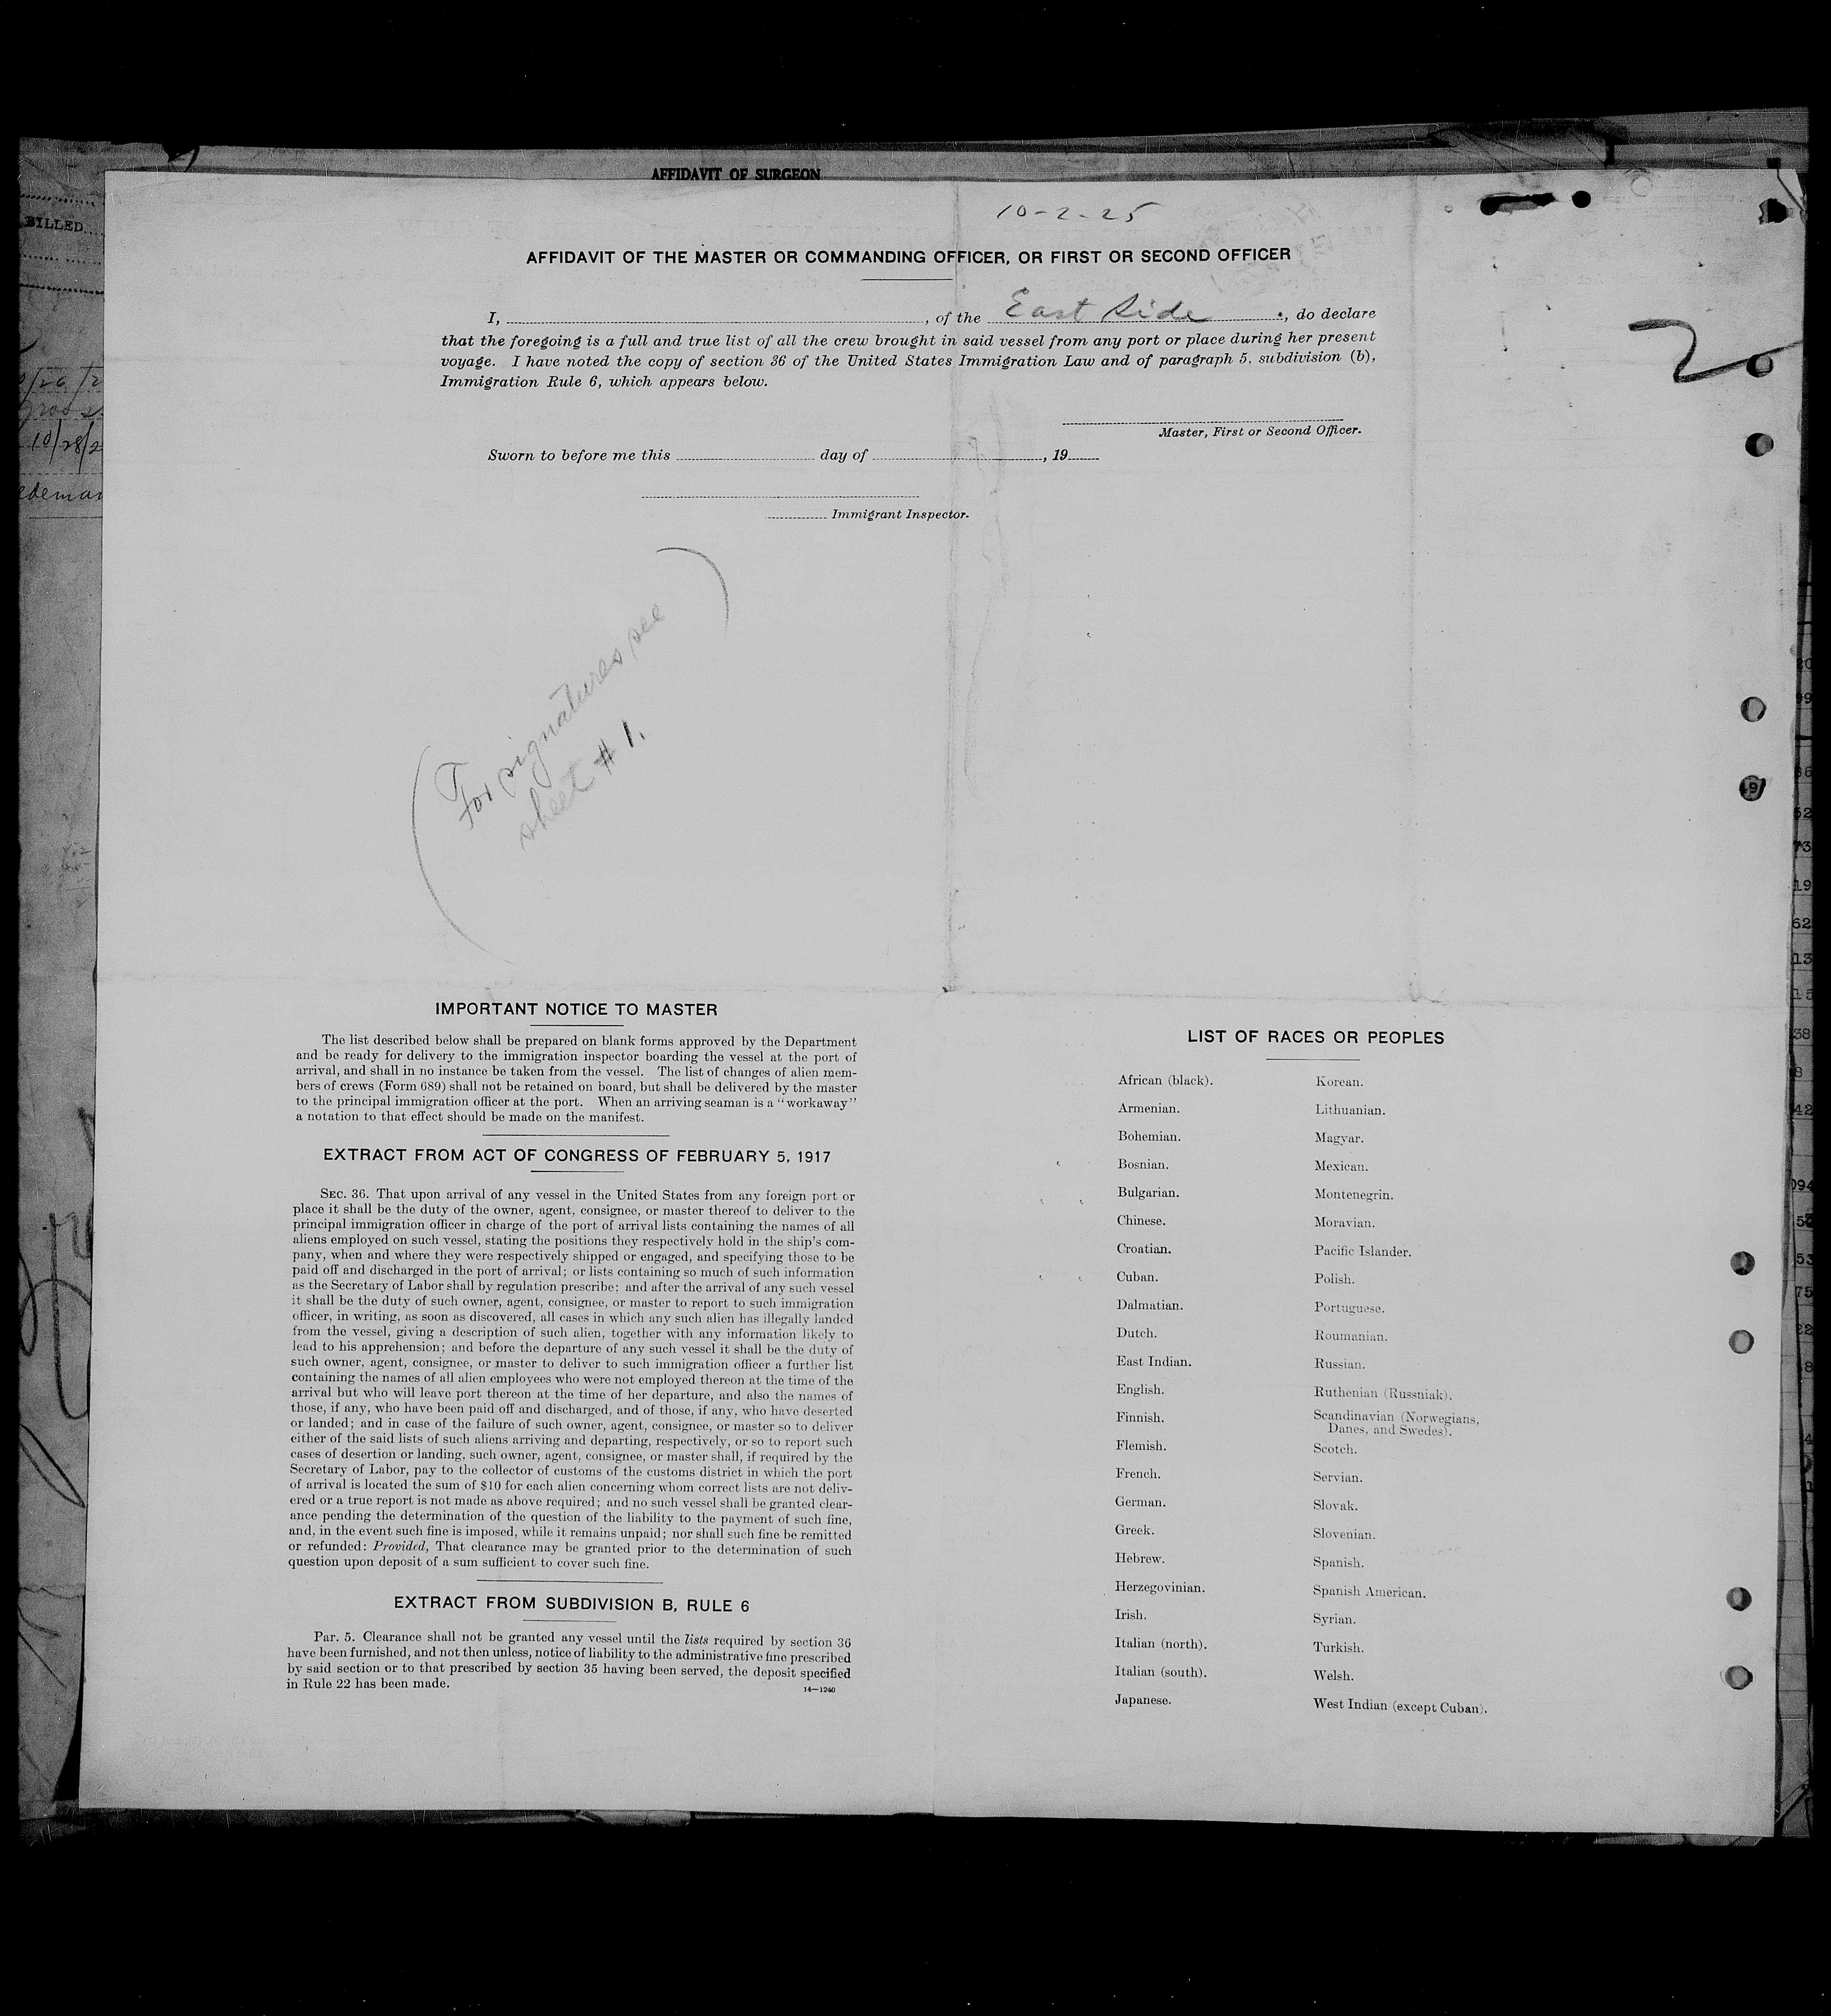 AFFIDAVIT OF SURGEON
10-2-25
BILLED
AFFIDAVIT OF THE MASTER OR COMMANDING OFFICER, OR FIRST OR SECOND OFFICER
I, , of the East Side , do declare
that the foregoing is a full and true list of all the crew brought in said vessel from any port or place during her present
voyage. I have noted the copy of section 36 of the United States Immigration Law and of paragraph 5, subdivision (b),
Immigration Rule 6, which appears below.
2
Master, First or Second Officer.
Sworn to before me this day of , 19
Immigrant Inspector.
10/28/2
(For signatures see
sheet #1.)
IMPORTANT NOTICE TO MASTER
The list described below shall be prepared on blank forms approved by the Department
and be ready for delivery to the immigration inspector boarding the vessel at the port of
arrival, and shall in no instance be taken from the vessel. The list of changes of alien mem-
bers of crews (Form 689) shall not be retained on board, but shall be delivered by the master
to the principal immigration officer at the port. When an arriving seaman is a "workaway"
a notation to that effect should be made on the manifest.
EXTRACT FROM ACT OF CONGRESS OF FEBRUARY 5, 1917
SEC. 36. That upon arrival of any vessel in the United States from any foreign port or
place it shall be the duty of the owner, agent, consignee, or master thereof to deliver to the
principal immigration officer in charge of the port of arrival lists containing the names of all
aliens employed on such vessel, stating the positions they respectively hold in the ship's com-
pany, when and where they were respectively shipped or engaged, and specifying those to be
paid off and discharged in the port of arrival; or lists containing so much of such information
as the Secretary of Labor shall by regulation prescribe; and after the arrival of any such vessel
it shall be the duty of such owner, agent, consignee, or master to report to such immigration
officer, in writing, as soon as discovered, all cases in which any such alien has illegally landed
from the vessel, giving a description of such alien, together with any information likely to
lead to his apprehension; and before the departure of any such vessel it shall be the duty of
such owner, agent, consignee, or master to deliver to such immigration officer a further list
containing the names of all alien employees who were not employed thereon at the time of the
arrival but who will leave port thereon at the time of her departure, and also the names of
those, if any, who have been paid off and discharged, and of those, if any, who have deserted
or landed; and in case of the failure of such owner, agent, consignee, or master so to deliver
either of the said lists of such aliens arriving and departing, respectively, or so to report such
cases of desertion or landing, such owner, agent, consignee, or master shall, if required by the
Secretary of Labor, pay to the collector of customs of the customs district in which the port
of arrival is located the sum of $10 for each alien concerning whom correct lists are not deliv-
ered or a true report is not made as above required; and no such vessel shall be granted clear-
ance pending the determination of the question of the liability to the payment of such fine,
and, in the event such fine is imposed, while it remains unpaid; nor shall such fine be remitted
or refunded: Provided, That clearance may be granted prior to the determination of such
question upon deposit of a sum sufficient to cover such fine.
EXTRACT FROM SUBDIVISION B, RULE 6
Par. 5. Clearance shall not be granted any vessel until the lists required by section 36
have been furnished, and not then unless, notice of liability to the administrative fine prescribed
by said section or to that prescribed by section 35 having been served, the deposit specified
in Rule 22 has been made.
14—1240
LIST OF RACES OR PEOPLES
African (black).
Armenian.
Bohemian.
Bosnian.
Bulgarian.
Chinese.
Croatian.
Cuban.
Dalmatian.
Dutch.
East Indian.
English.
Finnish.
Flemish.
French.
German.
Greek.
Hebrew.
Herzegovinian.
Irish.
Italian (north).
Italian (south).
Japanese.
Korean.
Lithuanian.
Magyar.
Mexican.
Montenegrin.
Moravian.
Pacific Islander.
Polish.
Portuguese.
Roumanian.
Russian.
Ruthenian (Russniak).
Scandinavian (Norwegians,
Danes, and Swedes).
Scotch.
Servian.
Slovak.
Slovenian.
Spanish.
Spanish American.
Syrian.
Turkish.
Welsh.
West Indian (except Cuban).